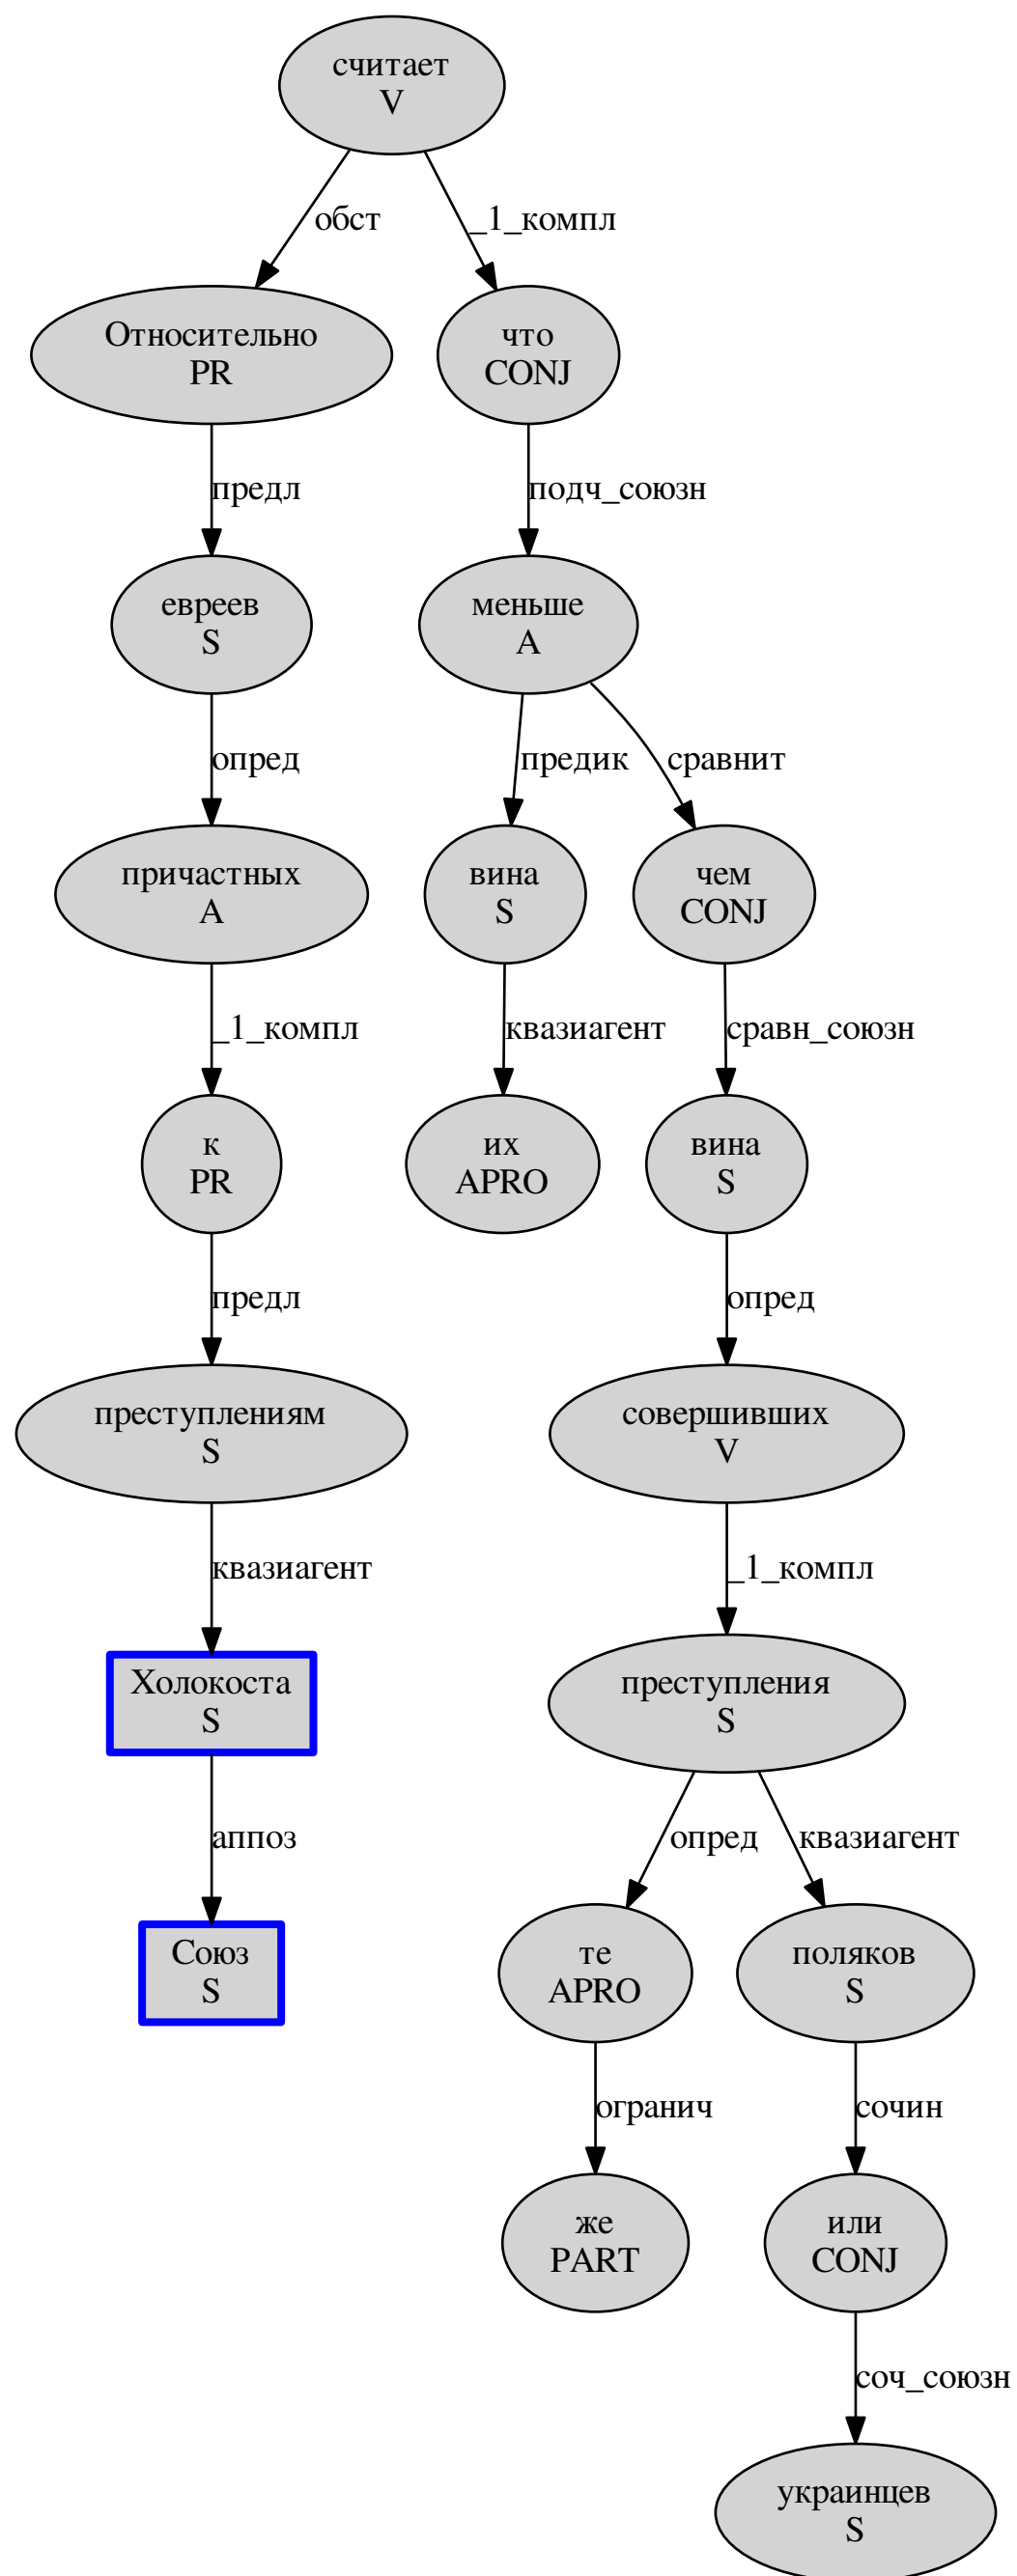 считает
V
обст
_1_компл
Относительно
PR
что
CONJ
предл
подч_союзн
евреев
S
меньше
A
опред
предик
сравнит
причастных
A
вина
S
чем
CONJ
_1_компл
квазиагент
сравн_союзн
к
PR
их
APRO
вина
S
предл
опред
преступлениям
S
совершивших
V
квазиагент
_1_компл
Холокоста
S
преступления
S
аппоз
опред
квазиагент
Союз
S
те
APRO
поляков
S
огранич
сочин
же
PART
или
CONJ
соч_союзн
украинцев
S